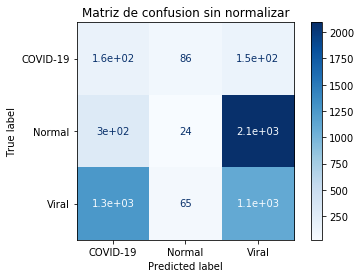 Matriz de confusion sin normalizar
COVID-19 1.6e+02 86 1.5e+02
Normal 3e+02 24 2.1e+03
Viral 1.3e+03 65 1.1e+03
COVID-19 Normal Viral
Predicted label
True label
2000
1750
1500
1250
1000
750
500
250